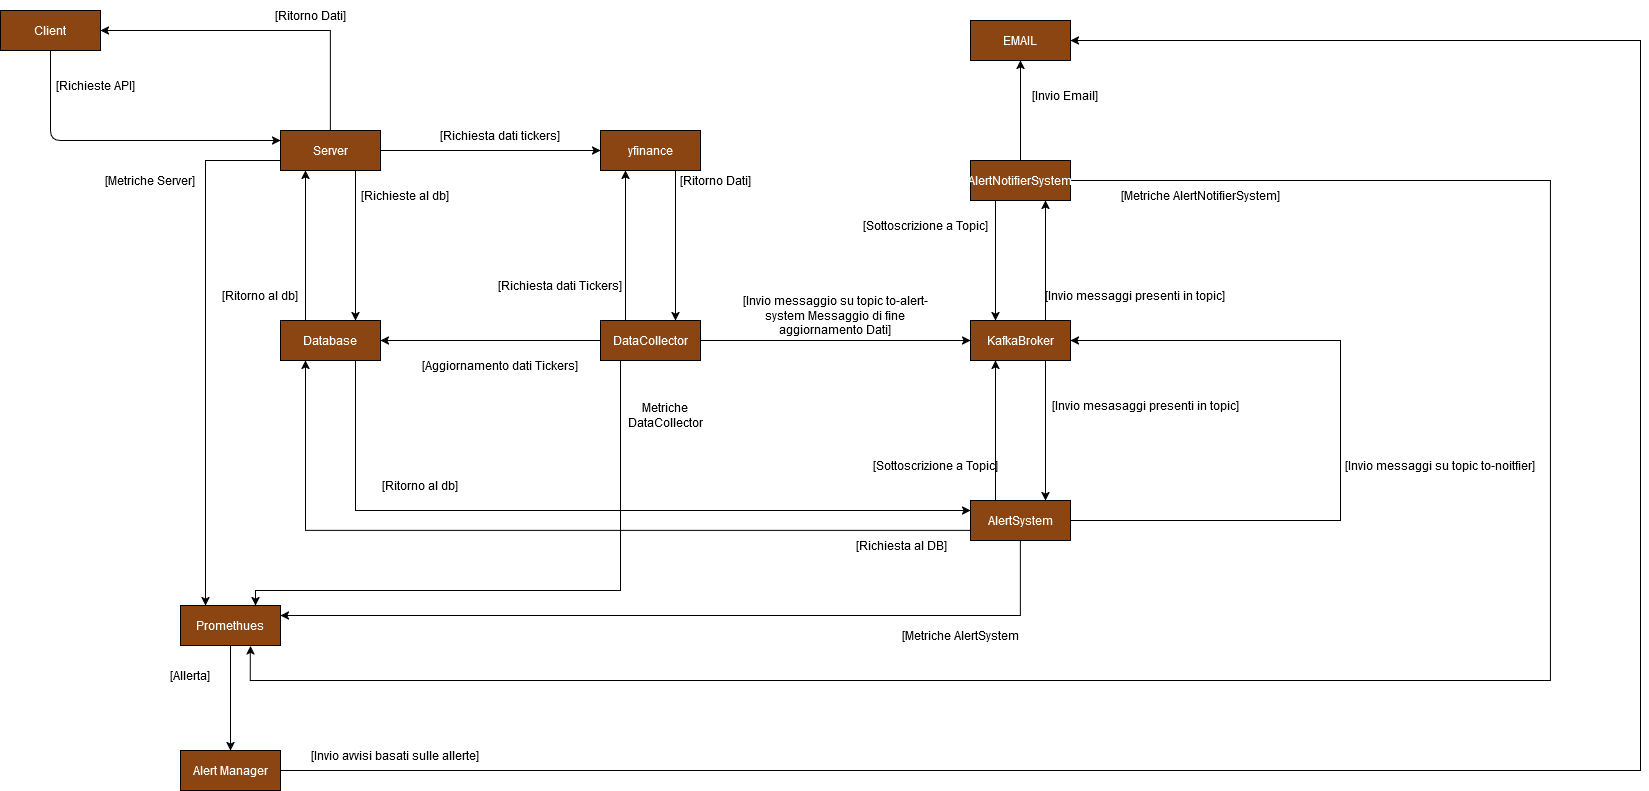 [Ritorno Dati]
Client
EMAIL
[Richieste API]
[Invio Email]
[Richiesta dati tickers]
Server
yfinance
[Metriche Server]
[Ritorno Dati]
AlertNotifierSystem
[Richieste al db]
[Metriche AlertNotifierSystem]
[Sottoscrizione a Topic]
[Richiesta dati Tickers]
[Ritorno al db]
[Invio messaggio su topic to-alert-
system Messaggio di fine
aggiornamento Dati]
[Invio messaggi presenti in topic]
Database
DataCollector
KafkaBroker
[Aggiornamento dati Tickers]
Metriche
DataCollector
[Invio mesasaggi presenti in topic]
[Sottoscrizione a Topic]
[Invio messaggi su topic to-noitfier]
[Ritorno al db]
AlertSystem
[Richiesta al DB]
Promethues
[Metriche AlertSystem
[Allerta]
[Invio avvisi basati sulle allerte]
Alert Manager